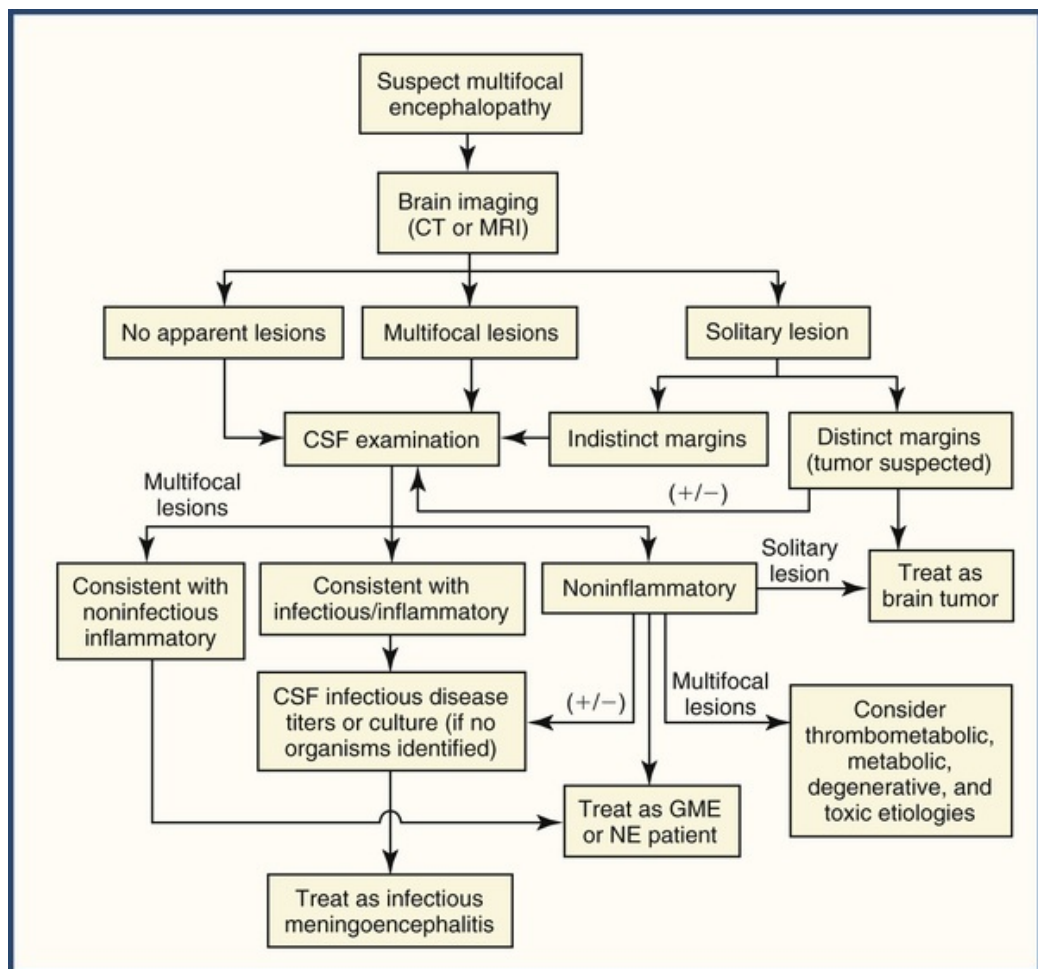 Suspect multifocal
encephalopathy
Brain imaging
(CT or MRI)
No apparent lesions
Multifocal lesions
Solitary lesion
CSF examination
Indistinct margins
Distinct margins
(tumor suspected)
Multifocal
lesions
(+/−)
Solitary
lesion
Consistent with
noninfectious
inflammatory
Consistent with
infectious/inflammatory
Noninflammatory
Treat as
brain tumor
CSF infectious disease
titers or culture (if no
organisms identified)
(+/−)
Multifocal
lesions
Consider
thrombometabolic,
metabolic,
degenerative, and
toxic etiologies
Treat as GME
or NE patient
Treat as infectious
meningoencephalitis